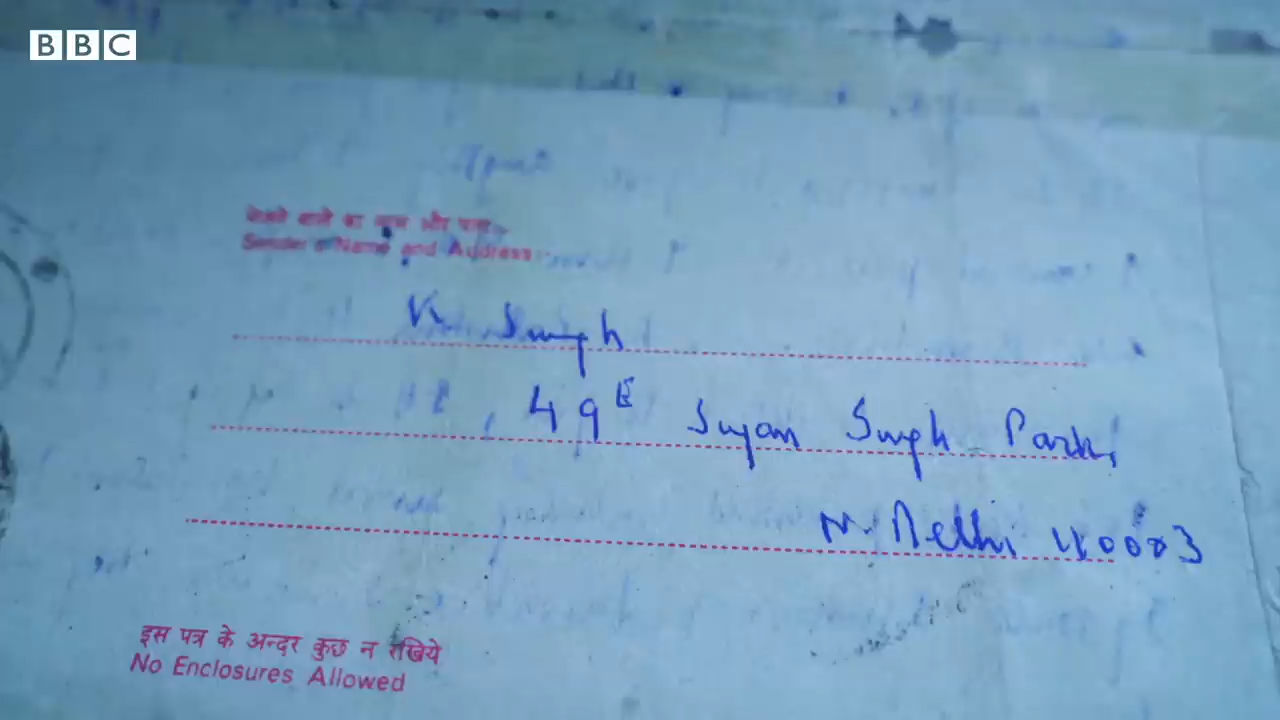 BBC
भेजने वाले का नाम और पता:-
Sender's Name and Address:-
K Singh
49E Sujan Singh Park,
N. Delhi 110003
इस पत्र के अन्दर कुछ न रखिये
No Enclosures Allowed